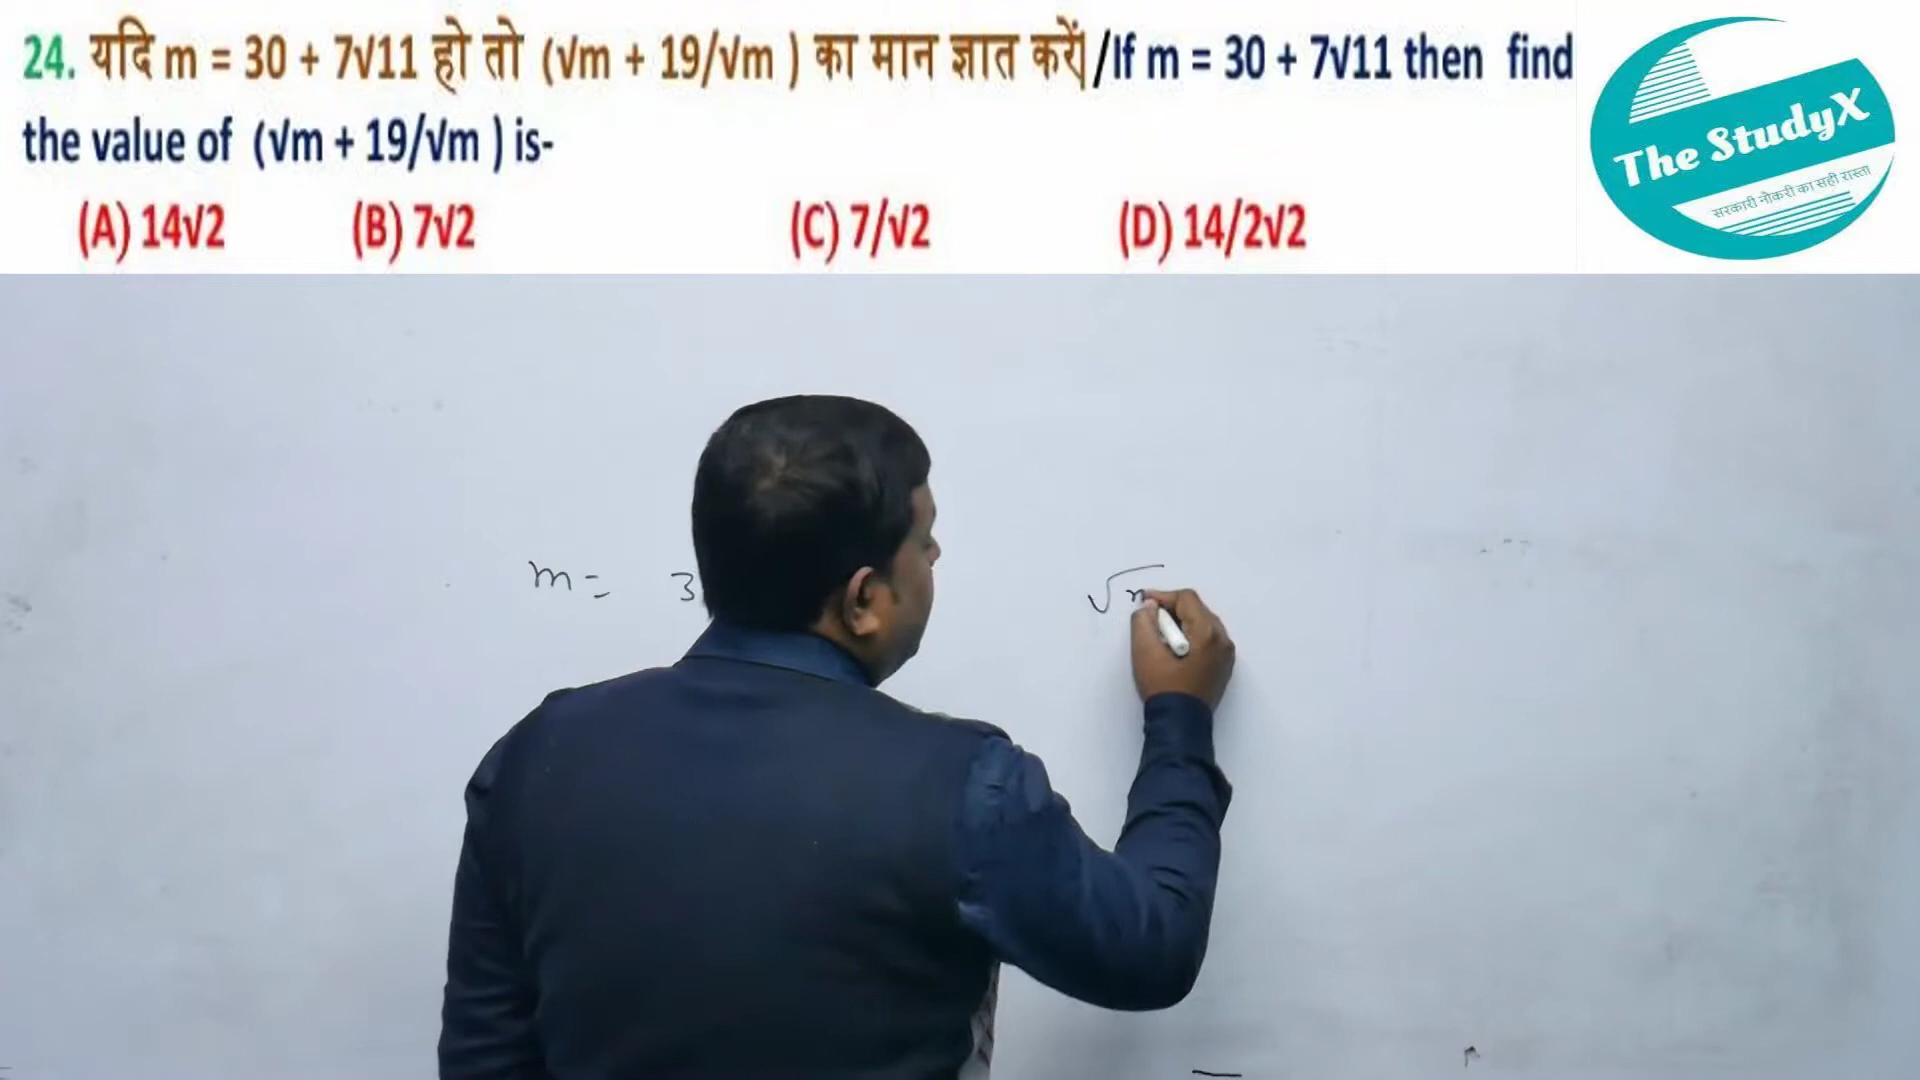 24. यदि m = 30 + 7√11 हो तो (√m + 19/√m ) का मान ज्ञात करें| /If m = 30 + 7√11 then find
the value of (√m + 19/√m ) is-
(A) 14√2 (B) 7√2 (C) 7/√2 (D) 14/2√2
The StudyX
सरकारी नौकरी का सही रास्ता
m = 3
√m